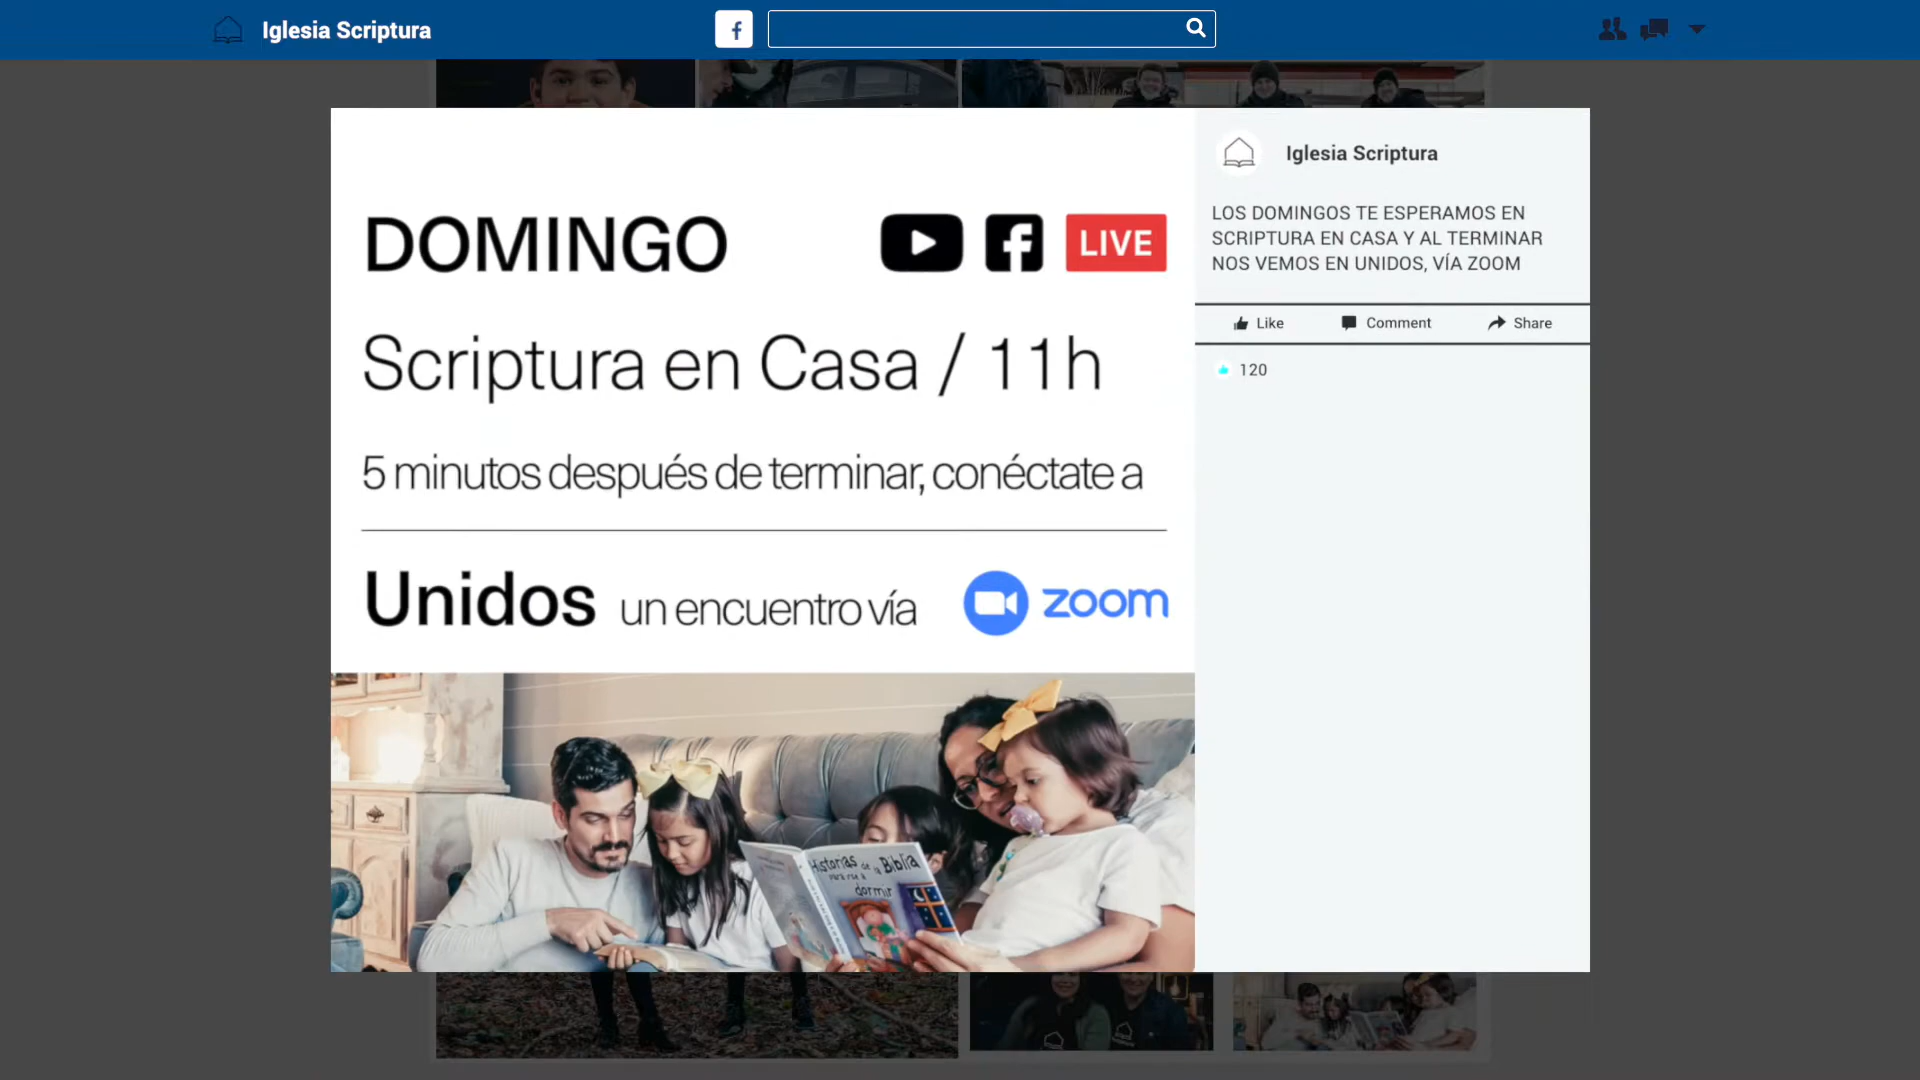 Iglesia Scriptura
DOMINGO
LIVE
Scriptura en Casa / 11h
5 minutos después de terminar, conéctate a
Unidos un encuentro vía zoom
Historias de la Biblia
para ir a
dormir
Iglesia Scriptura
LOS DOMINGOS TE ESPERAMOS EN
SCRIPTURA EN CASA Y AL TERMINAR
NOS VEMOS EN UNIDOS, VÍA ZOOM
Like Comment Share
120